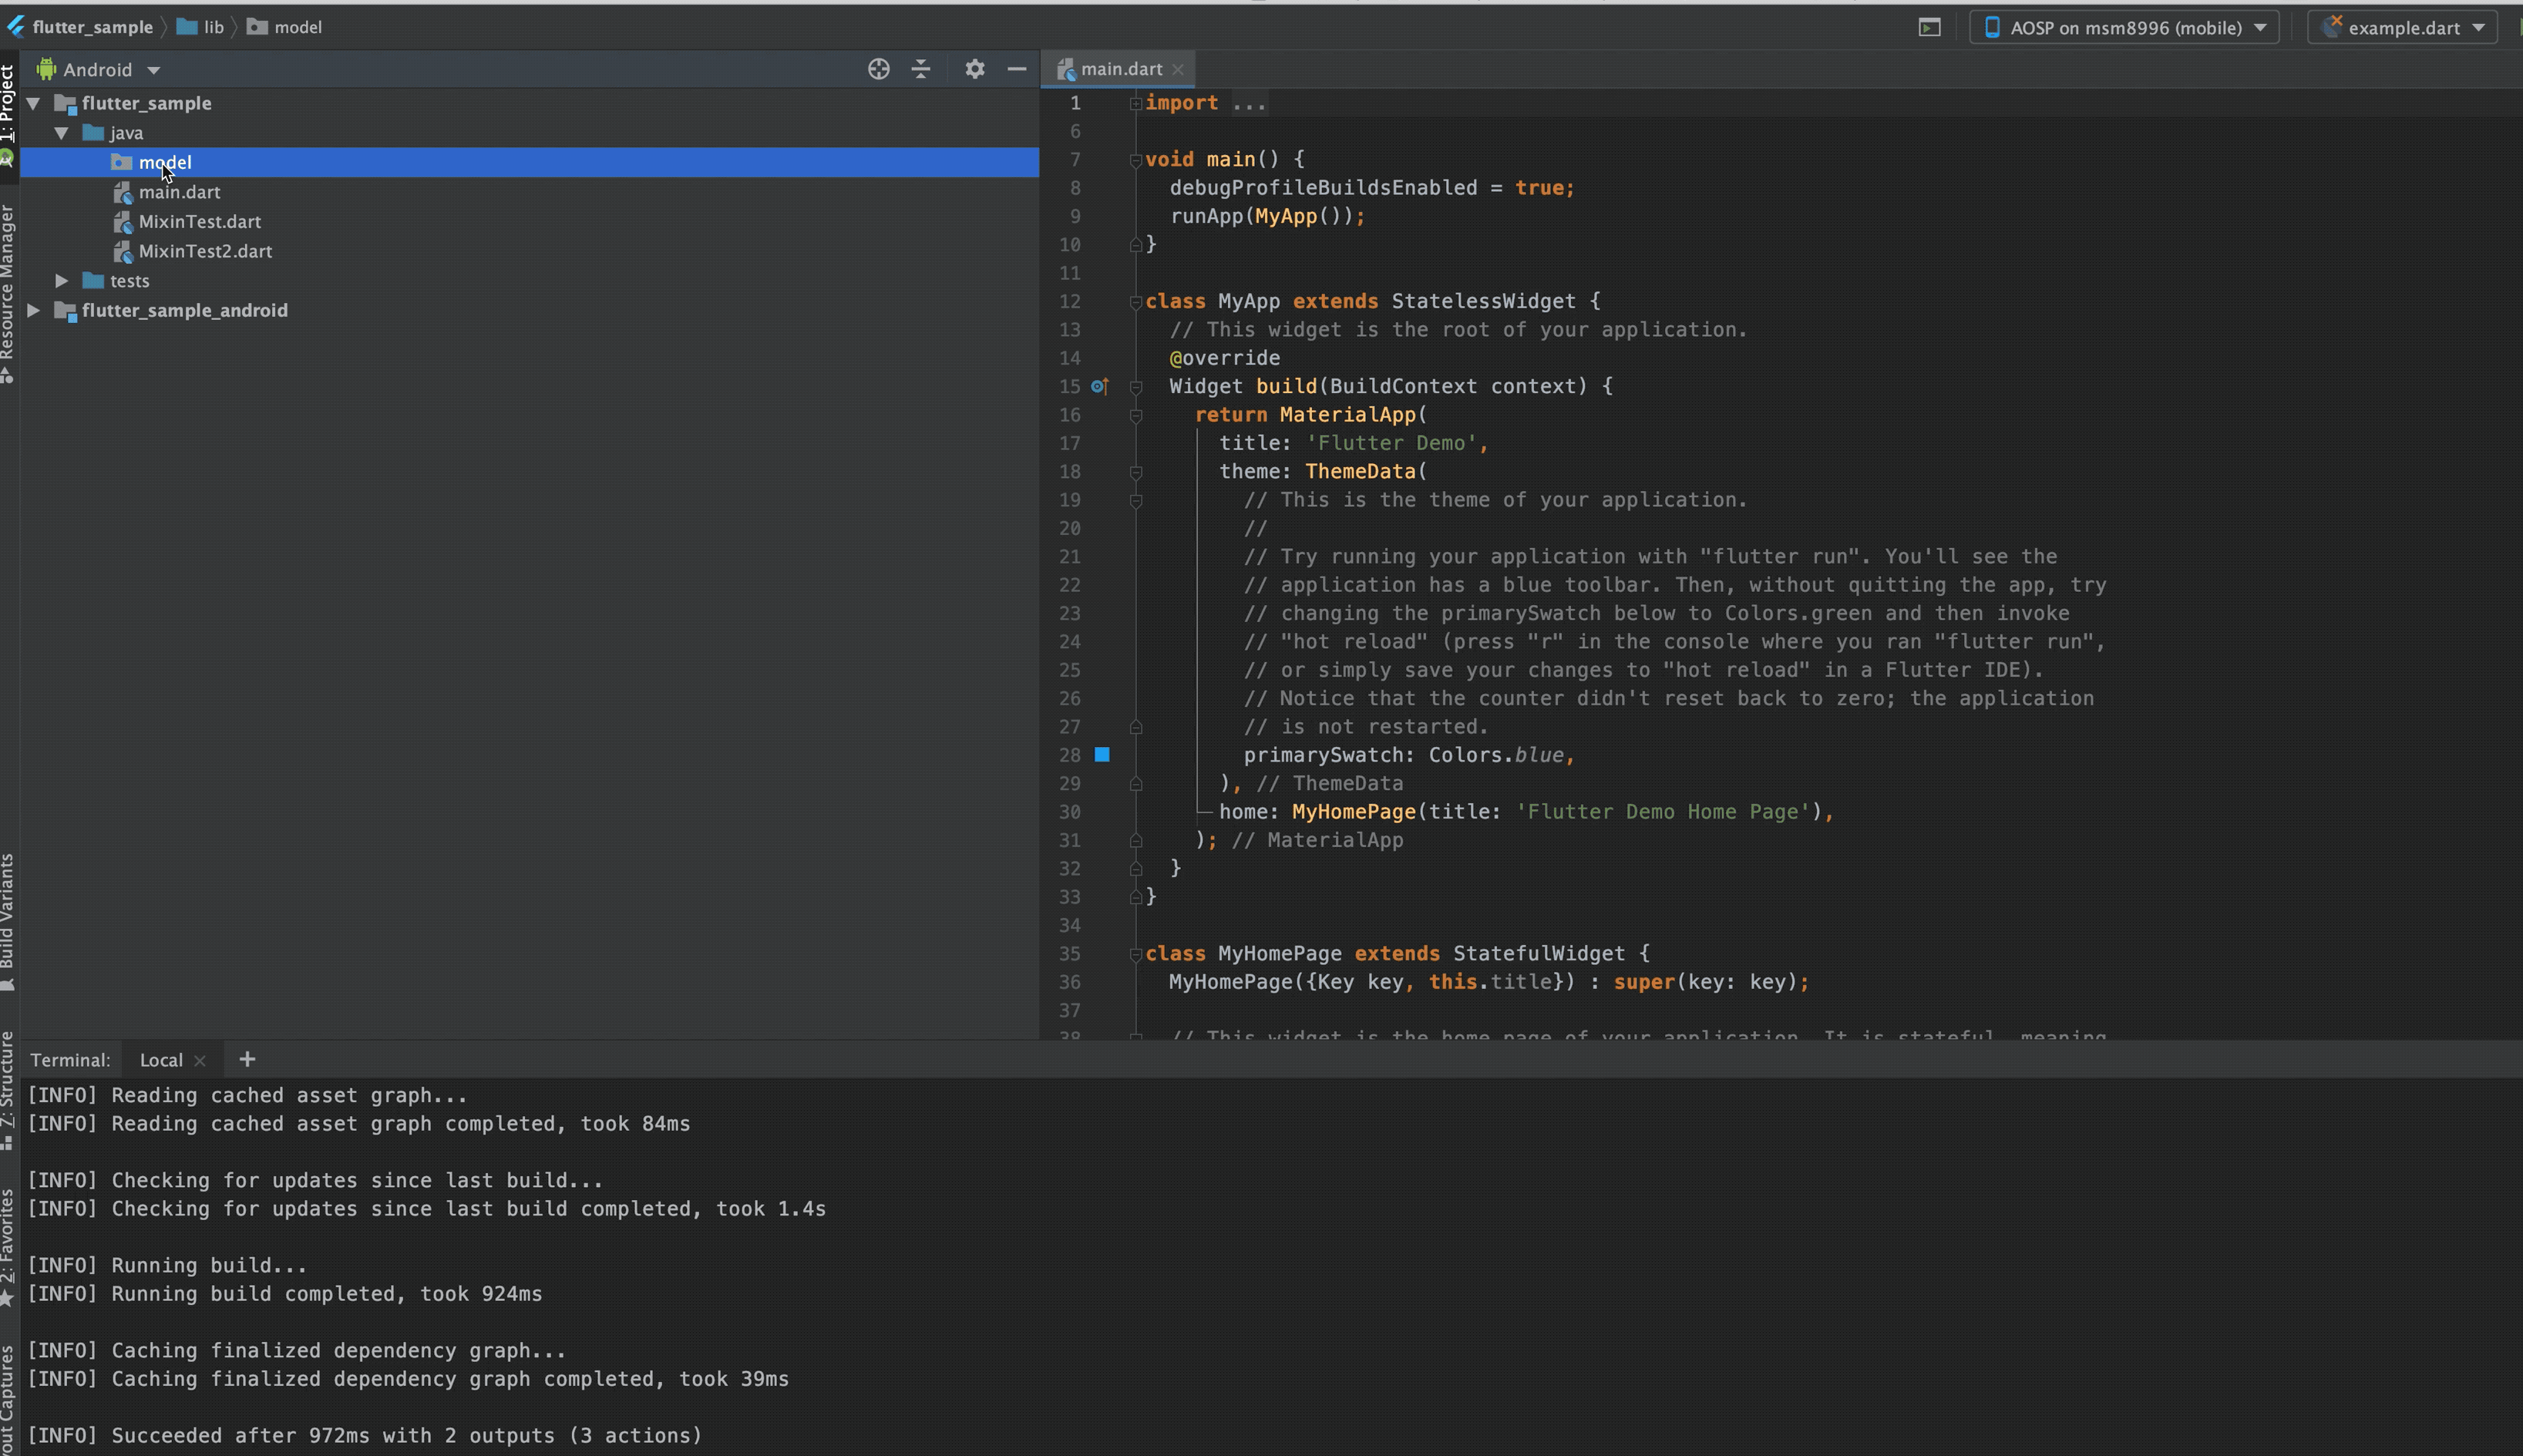 flutter_sample lib model
AOSP on msm8996 (mobile) example.dart
Android
main.dart
1: Project
Resource Manager
Build Variants
Z: Structure
2: Favorites
flutter_sample
java
model
main.dart
MixinTest.dart
MixinTest2.dart
tests
flutter_sample_android
1 import ...
6
7 void main() {
8 debugProfileBuildsEnabled = true;
9 runApp(MyApp());
10 }
11
12 class MyApp extends StatelessWidget {
13 // This widget is the root of your application.
14 @override
15 Widget build(BuildContext context) {
16 return MaterialApp(
17 title: 'Flutter Demo',
18 theme: ThemeData(
19 // This is the theme of your application.
20 //
21 // Try running your application with "flutter run". You'll see the
22 // application has a blue toolbar. Then, without quitting the app, try
23 // changing the primarySwatch below to Colors.green and then invoke
24 // "hot reload" (press "r" in the console where you ran "flutter run",
25 // or simply save your changes to "hot reload" in a Flutter IDE).
26 // Notice that the counter didn't reset back to zero; the application
27 // is not restarted.
28 primarySwatch: Colors.blue,
29 ), // ThemeData
30 home: MyHomePage(title: 'Flutter Demo Home Page'),
31 ); // MaterialApp
32 }
33 }
34
35 class MyHomePage extends StatefulWidget {
36 MyHomePage({Key key, this.title}) : super(key: key);
37
38 // This widget is the home page of your application. It is stateful, meaning
Terminal: Local +
[INFO] Reading cached asset graph...
[INFO] Reading cached asset graph completed, took 84ms
[INFO] Checking for updates since last build...
[INFO] Checking for updates since last build completed, took 1.4s
[INFO] Running build...
[INFO] Running build completed, took 924ms
[INFO] Caching finalized dependency graph...
[INFO] Caching finalized dependency graph completed, took 39ms
[INFO] Succeeded after 972ms with 2 outputs (3 actions)
Captures